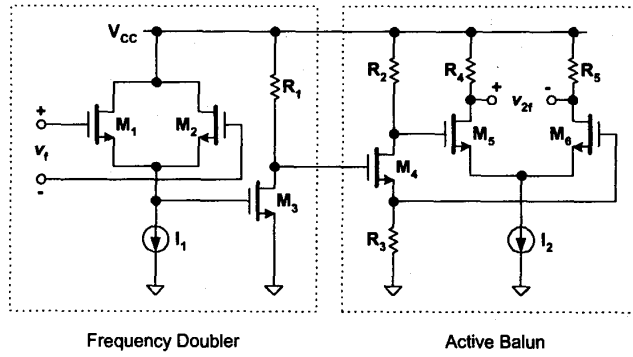 V_CC
R_1
R_2
R_4
R_5
+
v_2f
-
+
v_f
-
M_1
M_2
M_3
M_4
M_5
M_6
R_3
I_1
I_2
Frequency Doubler
Active Balun